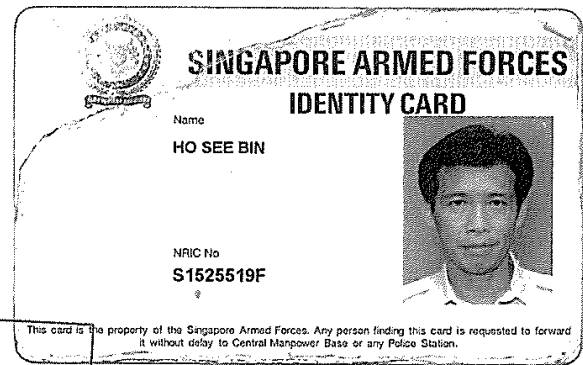 SINGAPORE ARMED FORCES
IDENTITY CARD
Name
HO SEE BIN
NRIC No
S1525519F
This card is the property of the Singapore Armed Forces. Any person finding this card is requested to forward
it without delay to Central Manpower Base or any Police Station.